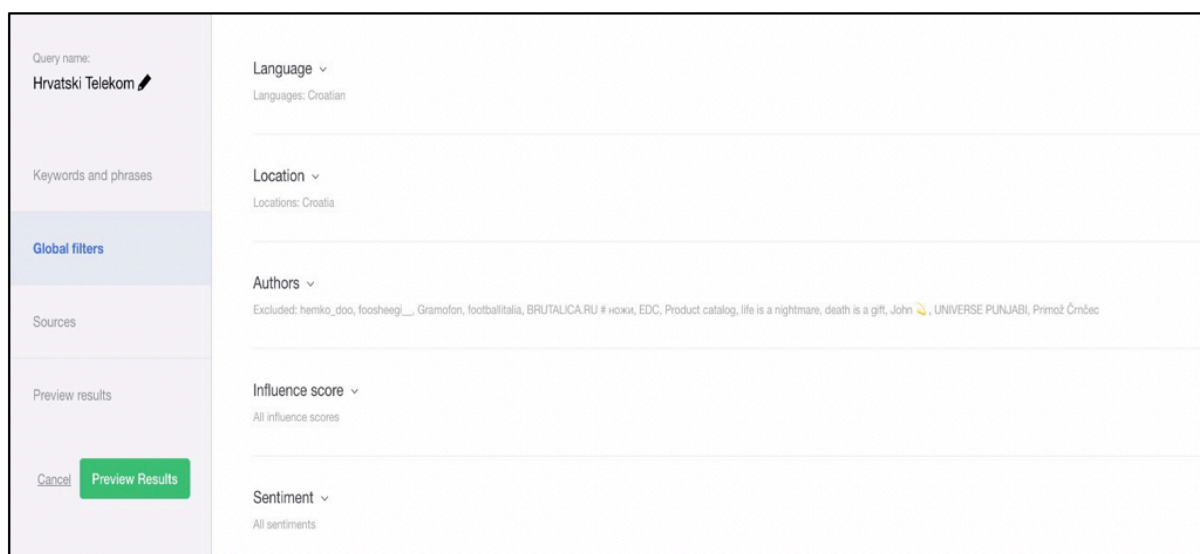 Query name:
Hrvatski Telekom
Keywords and phrases
Global filters
Sources
Preview results
Cancel
Preview Results
Language
Languages: Croatian
Location
Locations: Croatia
Authors
Excluded: hemko_doo, foosheegi__, Gramofon, footballitalia, BRUTALICA.RU # ножи, EDC, Product catalog, life is a nightmare, death is a gift, John 💫, UNIVERSE PUNJABI, Primož Črnčec
Influence score
All influence scores
Sentiment
All sentiments